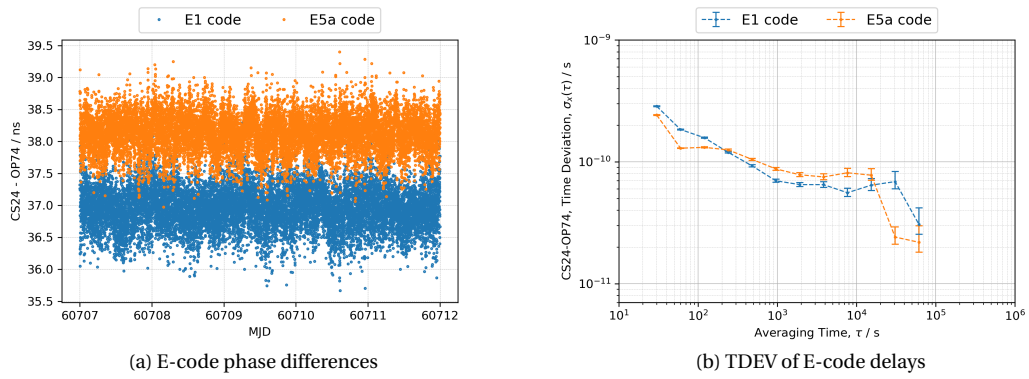 E1 code E5a code
39.5
39.0
38.5
38.0
37.5
37.0
36.5
36.0
35.5
CS24 - OP74 / ns
60707 60708 60709 60710 60711 60712
MJD
(a) E-code phase differences
E1 code E5a code
10⁻⁹
10⁻¹⁰
10⁻¹¹
CS24-OP74, Time Deviation, σₓ(τ) / s
10¹ 10² 10³ 10⁴ 10⁵ 10⁶
Averaging Time, τ / s
(b) TDEV of E-code delays